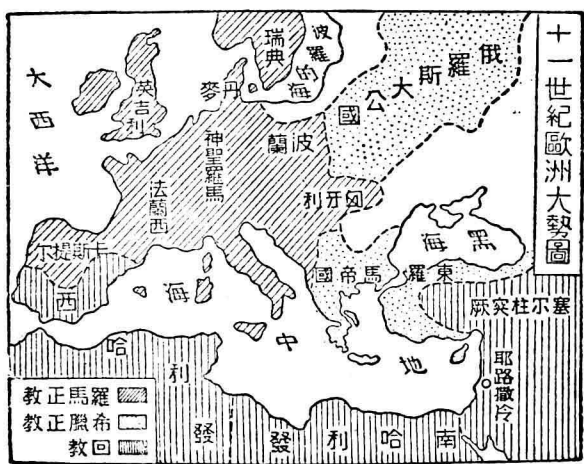 十一世紀歐洲大勢圖
俄羅斯大公國
波羅的海
瑞典
丹麥
英吉利
大西洋
波蘭
神聖羅馬
法蘭西
匈牙利
黑海
東羅馬帝國
塞尔柱突厥
卡斯提尔
地中海
西哈利發
耶路撒冷
南哈利發
羅馬正教
希臘正教
回教